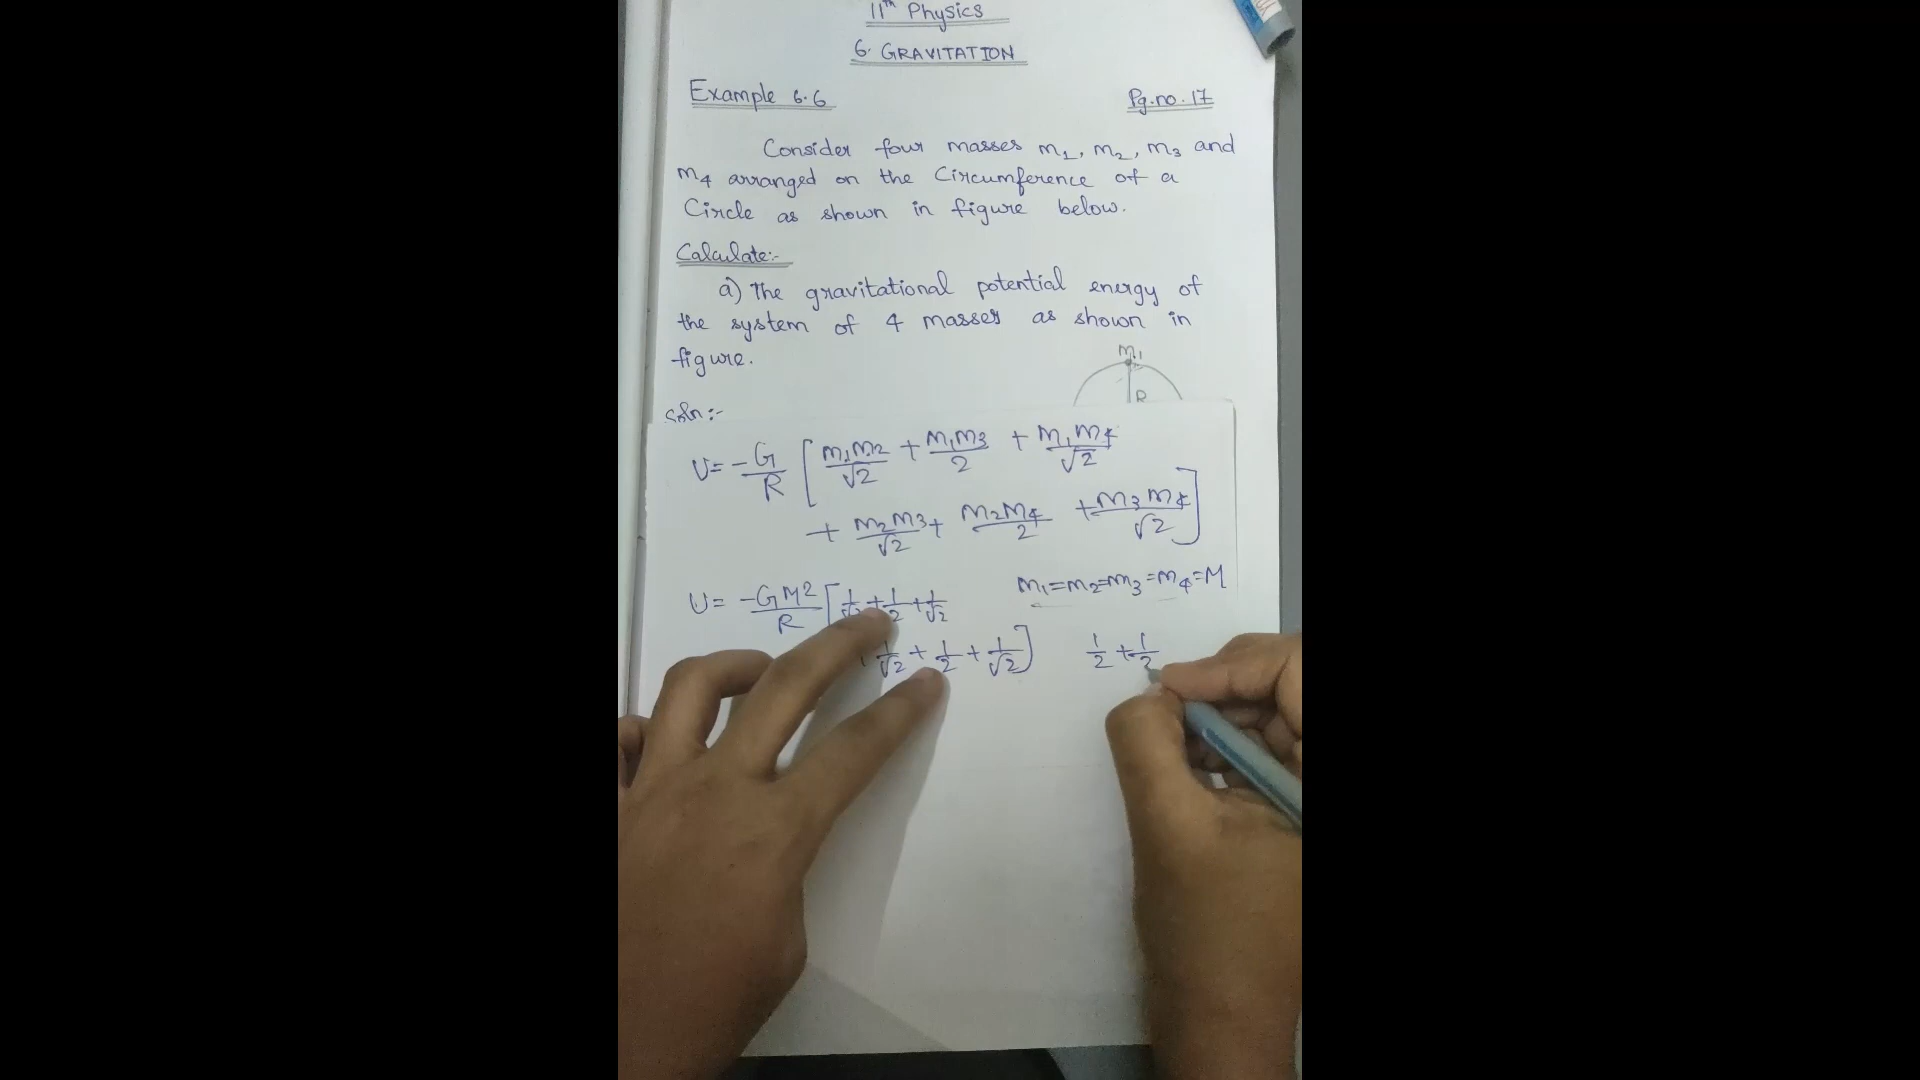 11th Physics
6. GRAVITATION
Example 6.6 Pg.no.17
Consider four masses m1, m2, m3 and
m4 arranged on the Circumference of a
Circle as shown in figure below.
Calculate:-
a) The gravitational potential energy of
the system of 4 masses as shown in
figure.
M1
R
Soln:-
U= -G/R [ m1m2/√2 + m1m3/2 + m1m4/√2
+ m2m3/√2 + m2m4/2 + m3m4/√2 ]
m1=m2=m3=m4=M
U= -GM²/R [ 1/√2 + 1/2 + 1/√2
1/√2 + 1/2 + 1/√2 ] 1/2 + 1/2